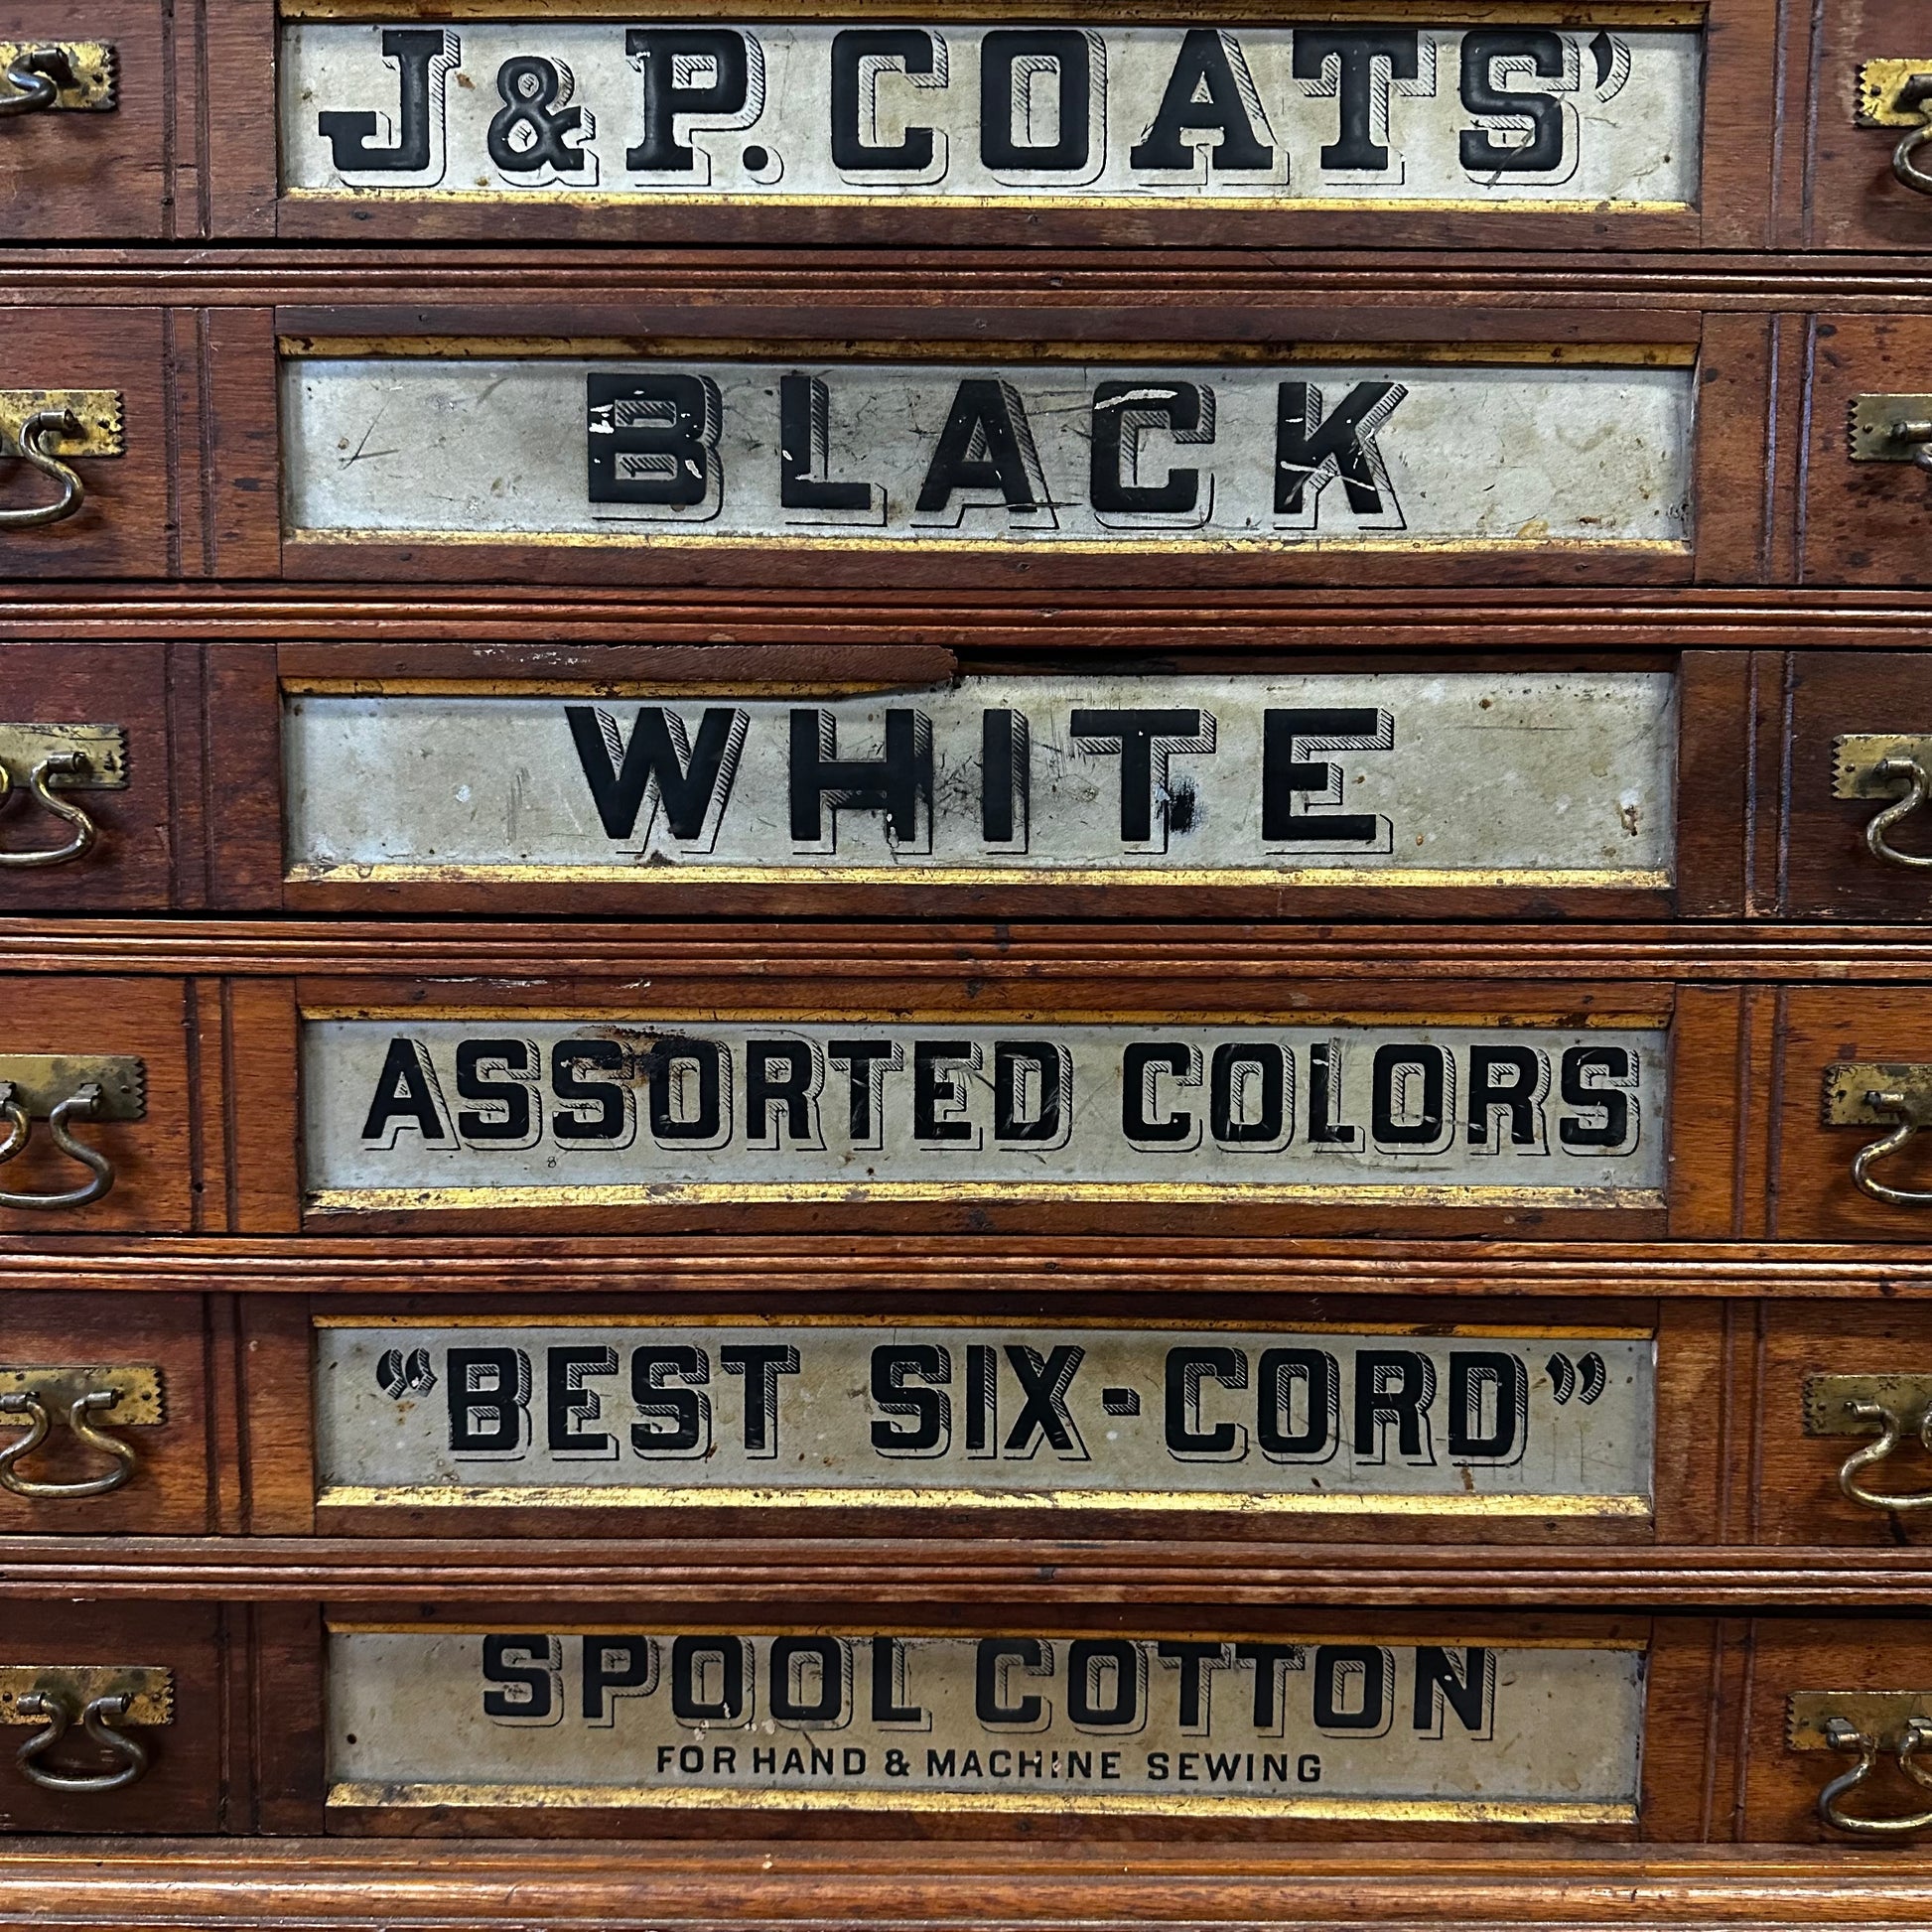 J & P. COATS’
BLACK
WHITE
ASSORTED COLORS
“BEST SIX-CORD”
SPOOL COTTON
FOR HAND & MACHINE SEWING